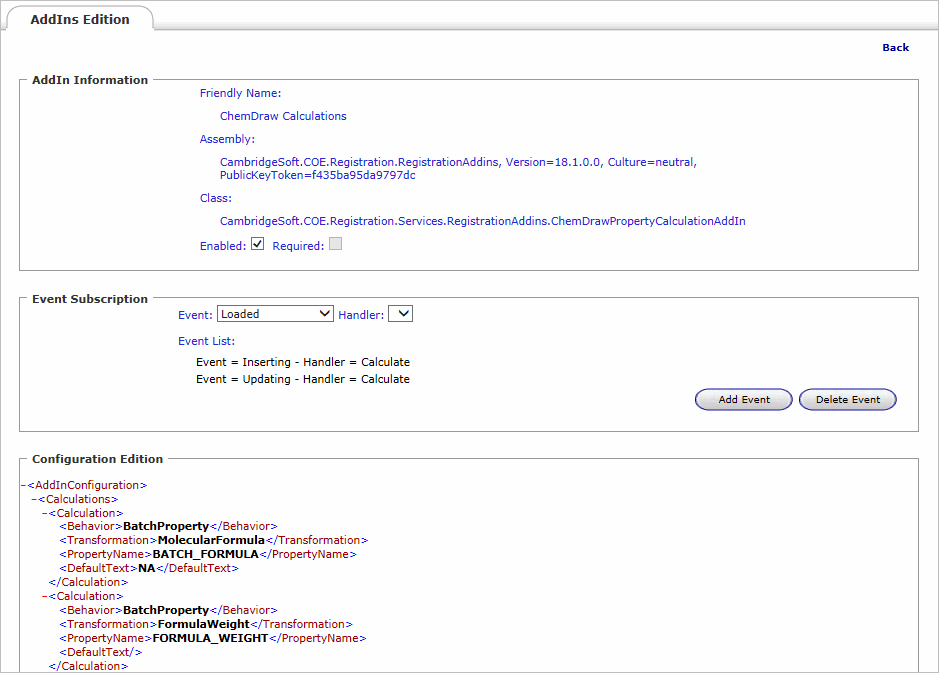 AddIns Edition
Back
AddIn Information
Friendly Name:
ChemDraw Calculations
Assembly:
CambridgeSoft.COE.Registration.RegistrationAddins, Version=18.1.0.0, Culture=neutral,
PublicKeyToken=f435ba95da9797dc
Class:
CambridgeSoft.COE.Registration.Services.RegistrationAddins.ChemDrawPropertyCalculationAddIn
Enabled: Required:
Event Subscription
Event: Loaded Handler:
Event List:
Event = Inserting - Handler = Calculate
Event = Updating - Handler = Calculate
Add Event Delete Event
Configuration Edition
-<AddInConfiguration>
-<Calculations>
-<Calculation>
<Behavior>BatchProperty</Behavior>
<Transformation>MolecularFormula</Transformation>
<PropertyName>BATCH_FORMULA</PropertyName>
<DefaultText>NA</DefaultText>
</Calculation>
-<Calculation>
<Behavior>BatchProperty</Behavior>
<Transformation>FormulaWeight</Transformation>
<PropertyName>FORMULA_WEIGHT</PropertyName>
<DefaultText/>
</Calculation>